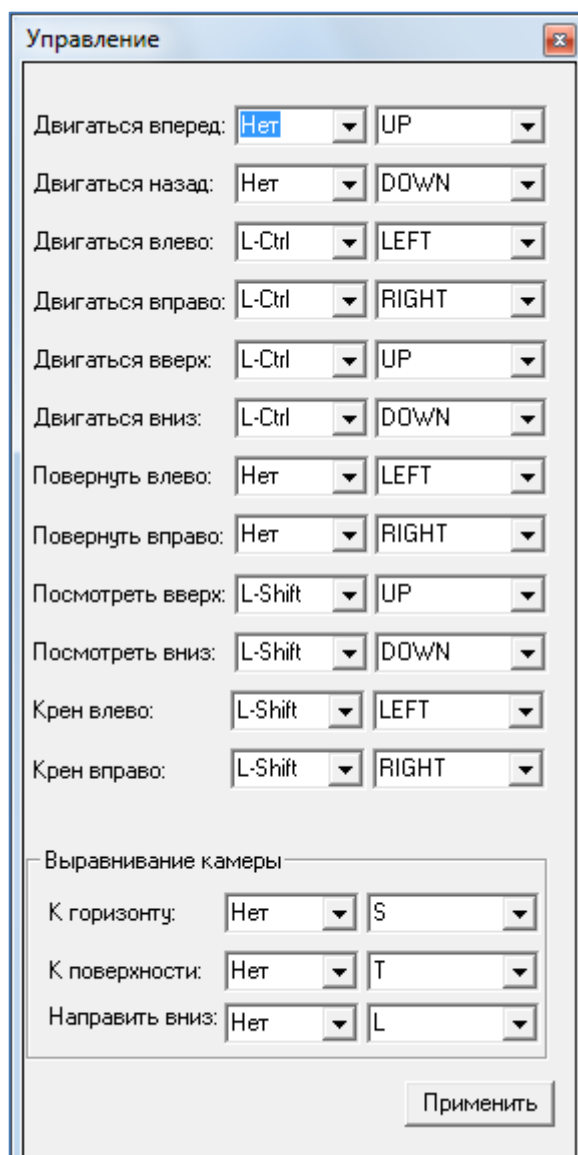 Управление
Двигаться вперед: Нет UP
Двигаться назад: Нет DOWN
Двигаться влево: L-Ctrl LEFT
Двигаться вправо: L-Ctrl RIGHT
Двигаться вверх: L-Ctrl UP
Двигаться вниз: L-Ctrl DOWN
Повернуть влево: Нет LEFT
Повернуть вправо: Нет RIGHT
Посмотреть вверх: L-Shift UP
Посмотреть вниз: L-Shift DOWN
Крен влево: L-Shift LEFT
Крен вправо: L-Shift RIGHT
Выравнивание камеры
К горизонту: Нет S
К поверхности: Нет T
Направить вниз: Нет L
Применить